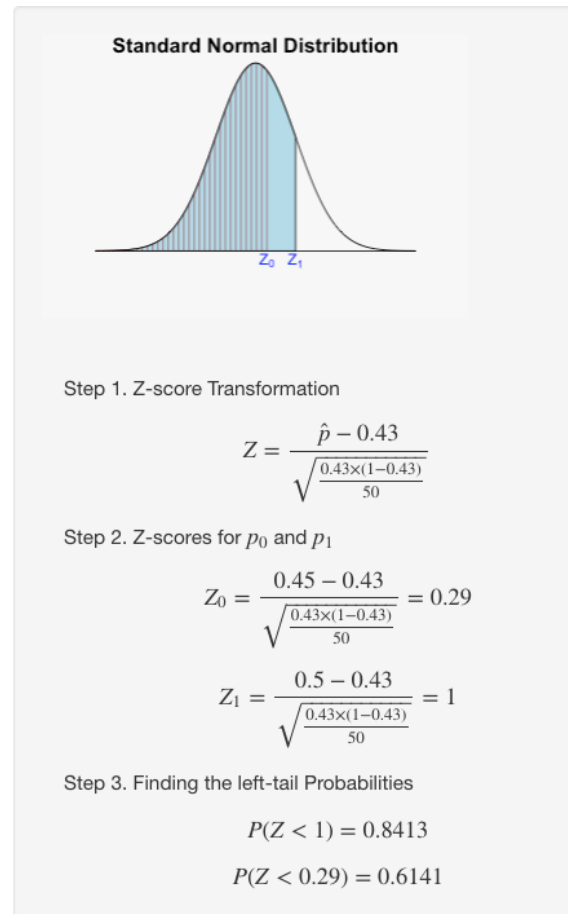 Standard Normal Distribution
Z₀ Z₁
Step 1. Z-score Transformation
Z = (p̂ − 0.43) / √(0.43×(1−0.43) / 50)
Step 2. Z-scores for p₀ and p₁
Z₀ = (0.45 − 0.43) / √(0.43×(1−0.43) / 50) = 0.29
Z₁ = (0.5 − 0.43) / √(0.43×(1−0.43) / 50) = 1
Step 3. Finding the left-tail Probabilities
P(Z < 1) = 0.8413
P(Z < 0.29) = 0.6141